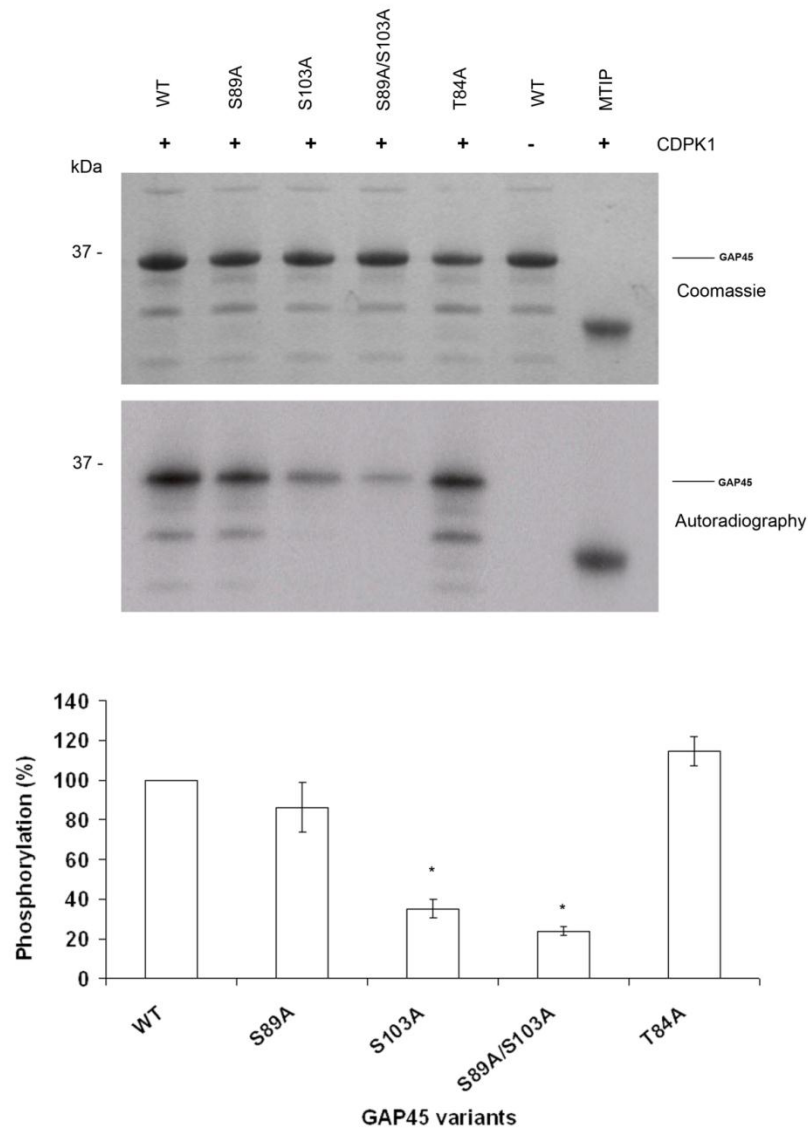 WT S89A S103A S89A/S103A T84A WT MTIP
+ + + + + - + CDPK1
kDa
37 -
GAP45
Coomassie
37 -
GAP45
Autoradiography
140
120
100
80
60
40
20
0
Phosphorylation (%)
* *
WT S89A S103A S89A/S103A T84A
GAP45 variants